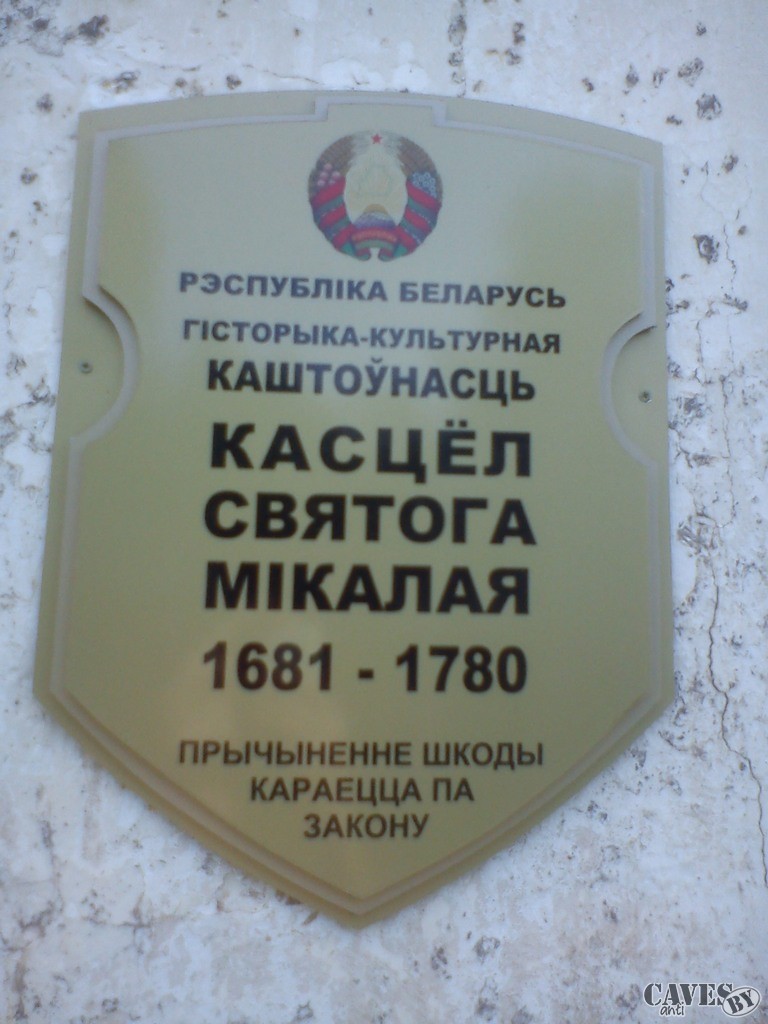 РЭСПУБЛІКА БЕЛАРУСЬ
ГІСТОРЫКА-КУЛЬТУРНАЯ
КАШТОЎНАСЦЬ
КАСЦЁЛ
СВЯТОГА
МІКАЛАЯ
1681 - 1780
ПРЫЧЫНЕННЕ ШКОДЫ
КАРАЕЦЦА ПА
ЗАКОНУ
CAVES BY
anti